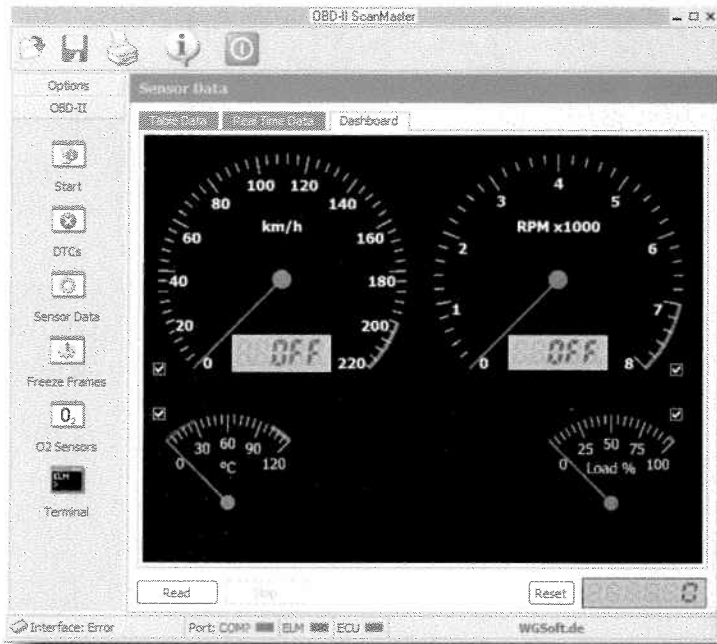 OBD-II ScanMaster
Options
OBD-II
Start
DTCs
Sensor Data
Freeze Frames
O2
O2 Sensors
ELM
>
Terminal
Sensor Data
Table Data Real Time Data Dashboard
km/h
0 20 40 60 80 100 120 140 160 180 200 220
OFF
RPM x1000
0 1 2 3 4 5 6 7 8
OFF
0 30 60 90 120
°C
0 25 50 75 100
Load %
Read Stop
Reset 0
Interface: Error Port: COM2 ELM ECU WGSoft.de